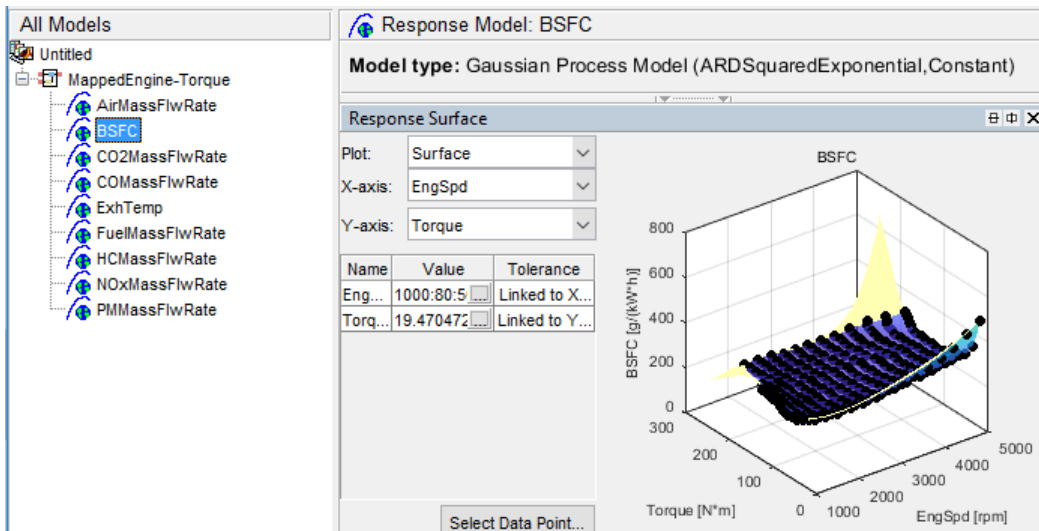 All Models
Untitled
MappedEngine-Torque
AirMassFlwRate
BSFC
CO2MassFlwRate
COMassFlwRate
ExhTemp
FuelMassFlwRate
HCMassFlwRate
NOxMassFlwRate
PMMassFlwRate
Response Model: BSFC
Model type: Gaussian Process Model (ARDSquaredExponential,Constant)
Response Surface
Plot: Surface
X-axis: EngSpd
Y-axis: Torque
Name Value Tolerance
Eng... 1000:80:5 ... Linked to X...
Torq... 19.470472 ... Linked to Y...
Select Data Point...
BSFC
800
600
400
200
0
BSFC [g/(kW*h)]
300
200
100
0
Torque [N*m]
1000
2000
3000
4000
5000
EngSpd [rpm]